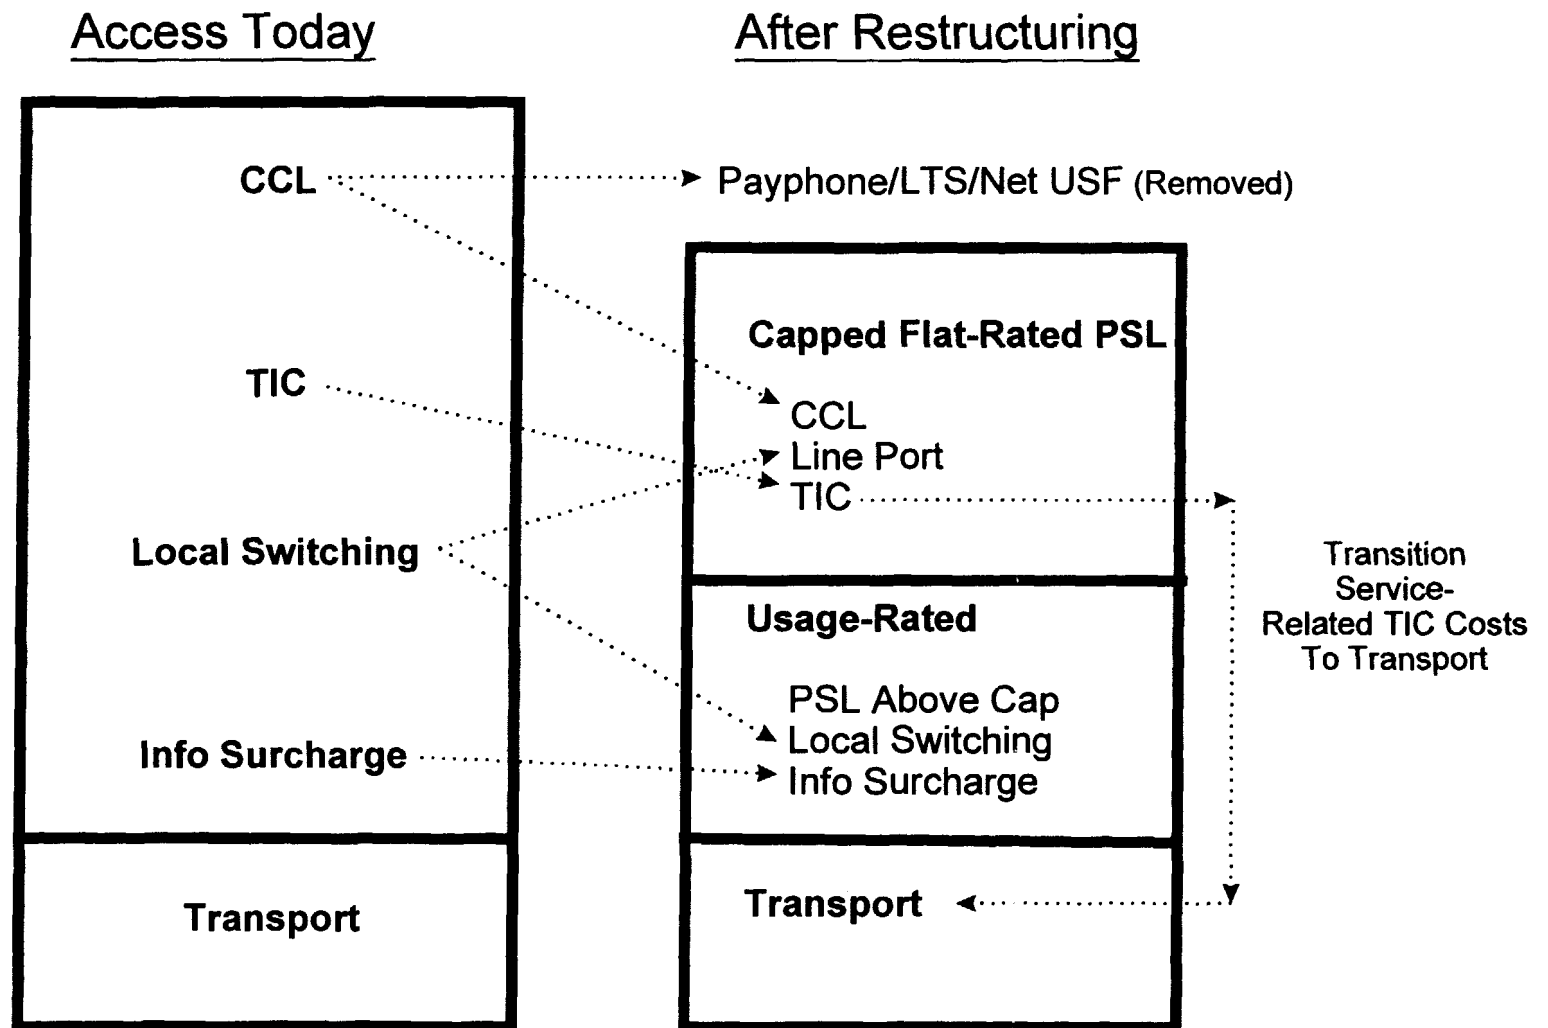 Access Today
After Restructuring
CCL
Payphone/LTS/Net USF (Removed)
TIC
Local Switching
Info Surcharge
Transport
Capped Flat-Rated PSL
CCL
Line Port
TIC
Usage-Rated
PSL Above Cap
Local Switching
Info Surcharge
Transport
Transition
Service-
Related TIC Costs
To Transport